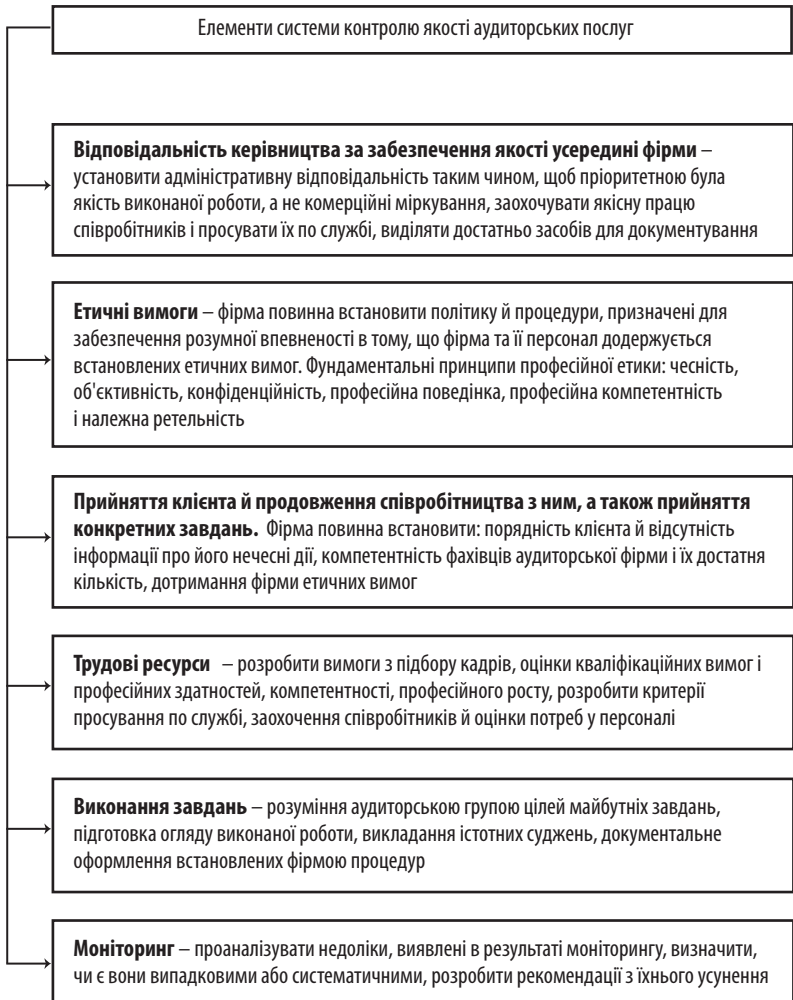 Елементи системи контролю якості аудиторських послуг
Відповідальність керівництва за забезпечення якості усередині фірми –
установити адміністративну відповідальність таким чином, щоб пріоритетною була
якість виконаної роботи, а не комерційні міркування, заохочувати якісну працю
співробітників і просувати їх по службі, виділяти достатньо засобів для документування
Етичні вимоги – фірма повинна встановити політику й процедури, призначені для
забезпечення розумної впевненості в тому, що фірма та її персонал додержується
встановлених етичних вимог. Фундаментальні принципи професійної етики: чесність,
об'єктивність, конфіденційність, професійна поведінка, професійна компетентність
і належна ретельність
Прийняття клієнта й продовження співробітництва з ним, а також прийняття
конкретних завдань. Фірма повинна встановити: порядність клієнта й відсутність
інформації про його нечесні дії, компетентність фахівців аудиторської фірми і їх достатня
кількість, дотримання фірми етичних вимог
Трудові ресурси – розробити вимоги з підбору кадрів, оцінки кваліфікаційних вимог і
професійних здатностей, компетентності, професійного росту, розробити критерії
просування по службі, заохочення співробітників й оцінки потреб у персоналі
Виконання завдань – розуміння аудиторською групою цілей майбутніх завдань,
підготовка огляду виконаної роботи, викладання істотних суджень, документальне
оформлення встановлених фірмою процедур
Моніторинг – проаналізувати недоліки, виявлені в результаті моніторингу, визначити,
чи є вони випадковими або систематичними, розробити рекомендації з їхнього усунення